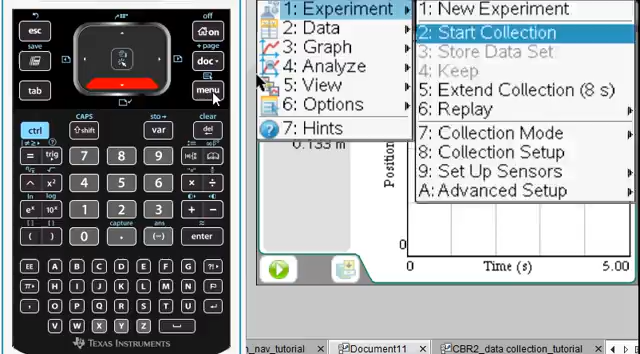 off
esc
on
save
+ page
doc
tab
menu
CAPS
sto→
clear
ctrl
shift
var
del
= trig 7 8 9
^ x² 4 5 6 × ÷
ln log
eˣ 10ˣ 1 2 3 + −
capture ans
( ) 0 . (−) enter
EE A B C D E F G ?!
π H I J K L M N
, O P Q R S T U
V W X Y Z
TEXAS INSTRUMENTS
1: Experiment
2: Data
3: Graph
4: Analyze
5: View
6: Options
7: Hints
1: New Experiment
2: Start Collection
3: Store Data Set
4: Keep
5: Extend Collection (8 s)
6: Replay
7: Collection Mode
8: Collection Setup
9: Set Up Sensors
A: Advanced Setup
0.133 m
Position
0
0 Time (s) 5.00
n_nav_tutorial
Document11
CBR2_data collection_tutorial